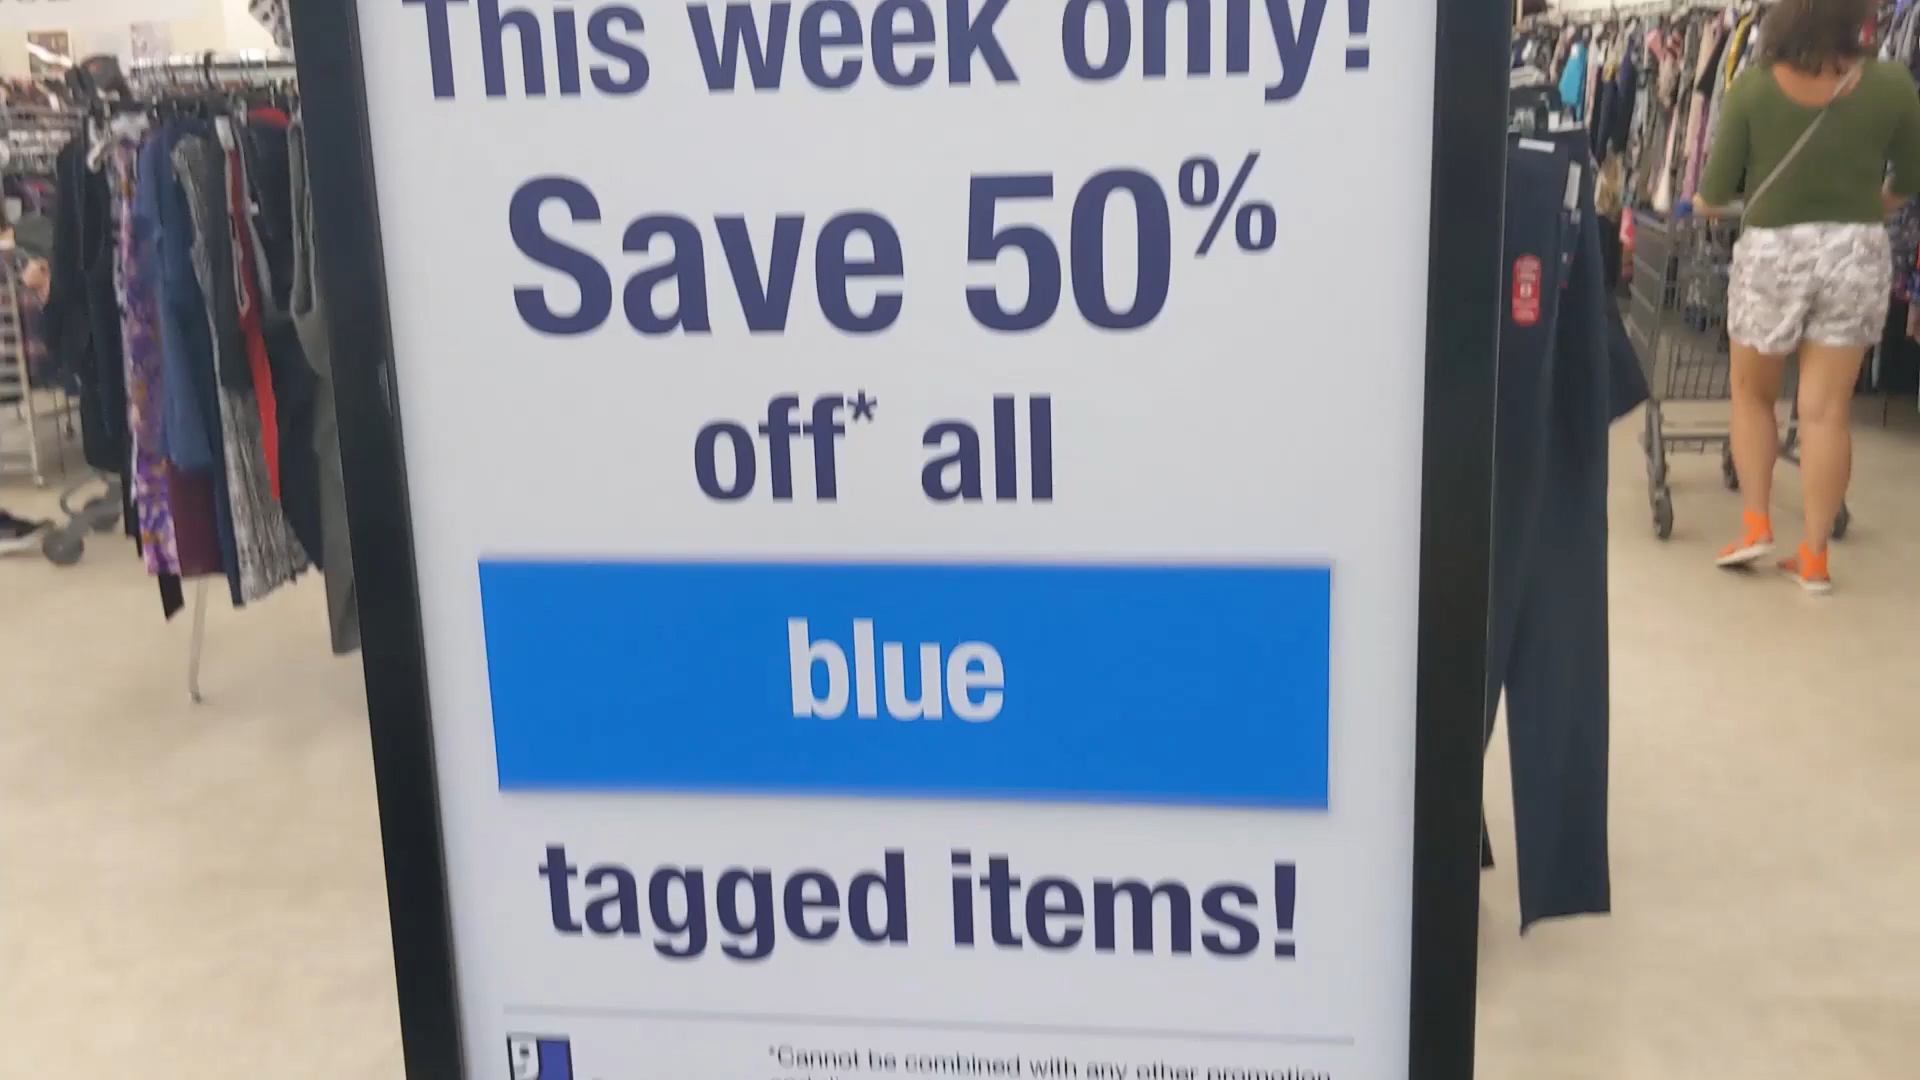 This week only!
Save 50%
off* all
blue
tagged items!
*Cannot be combined with any other promotion